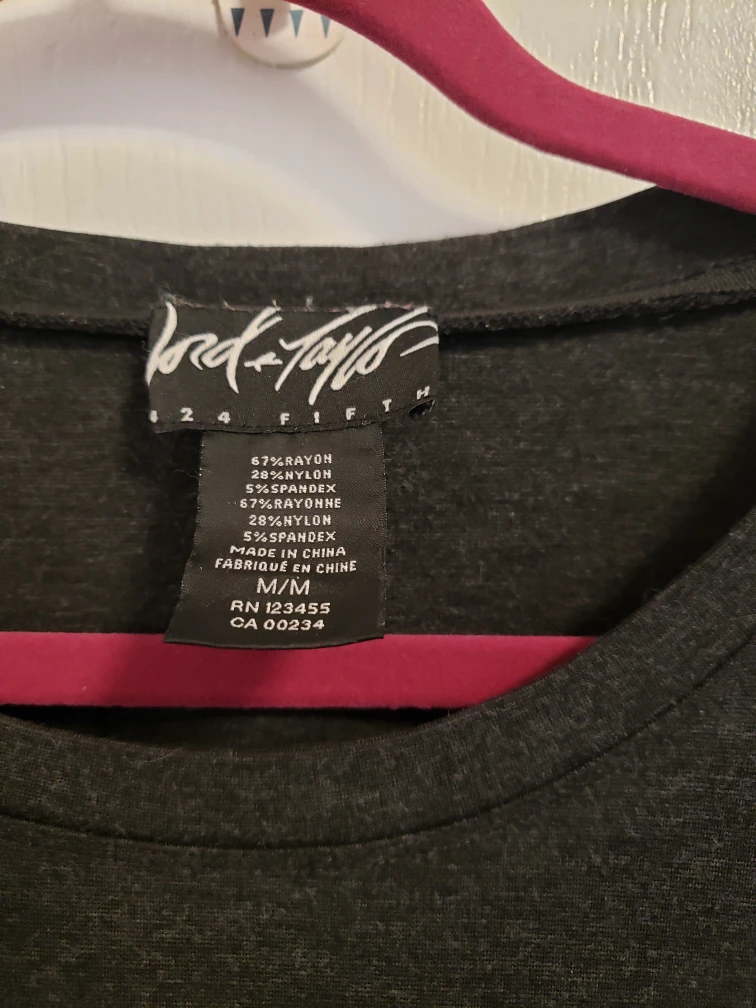 Lord & Taylor
424 FIFTH
67%RAYON
28%NYLON
5%SPANDEX
67%RAYONNE
28%NYLON
5%SPANDEX
MADE IN CHINA
FABRIQUÉ EN CHINE
M/M
RN 123455
CA 00234